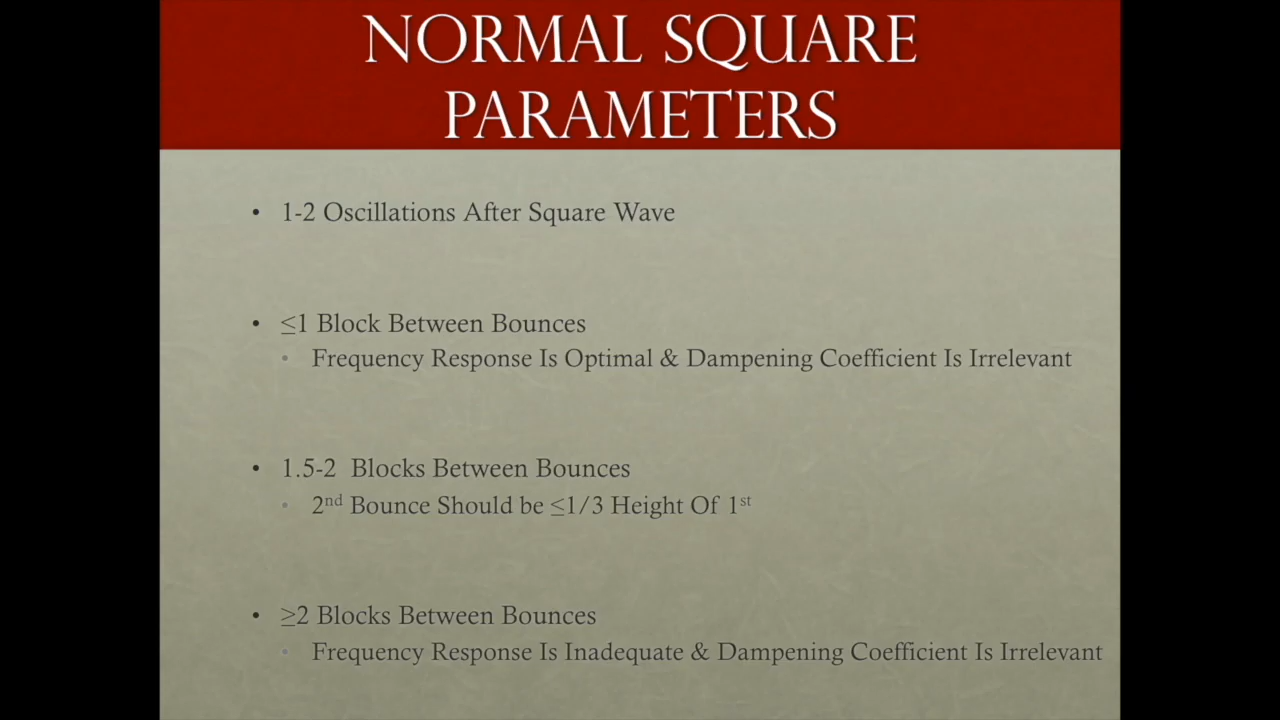 NORMAL SQUARE
PARAMETERS
• 1-2 Oscillations After Square Wave
• ≤1 Block Between Bounces
• Frequency Response Is Optimal & Dampening Coefficient Is Irrelevant
• 1.5-2 Blocks Between Bounces
• 2nd Bounce Should be ≤1/3 Height Of 1st
• ≥2 Blocks Between Bounces
• Frequency Response Is Inadequate & Dampening Coefficient Is Irrelevant